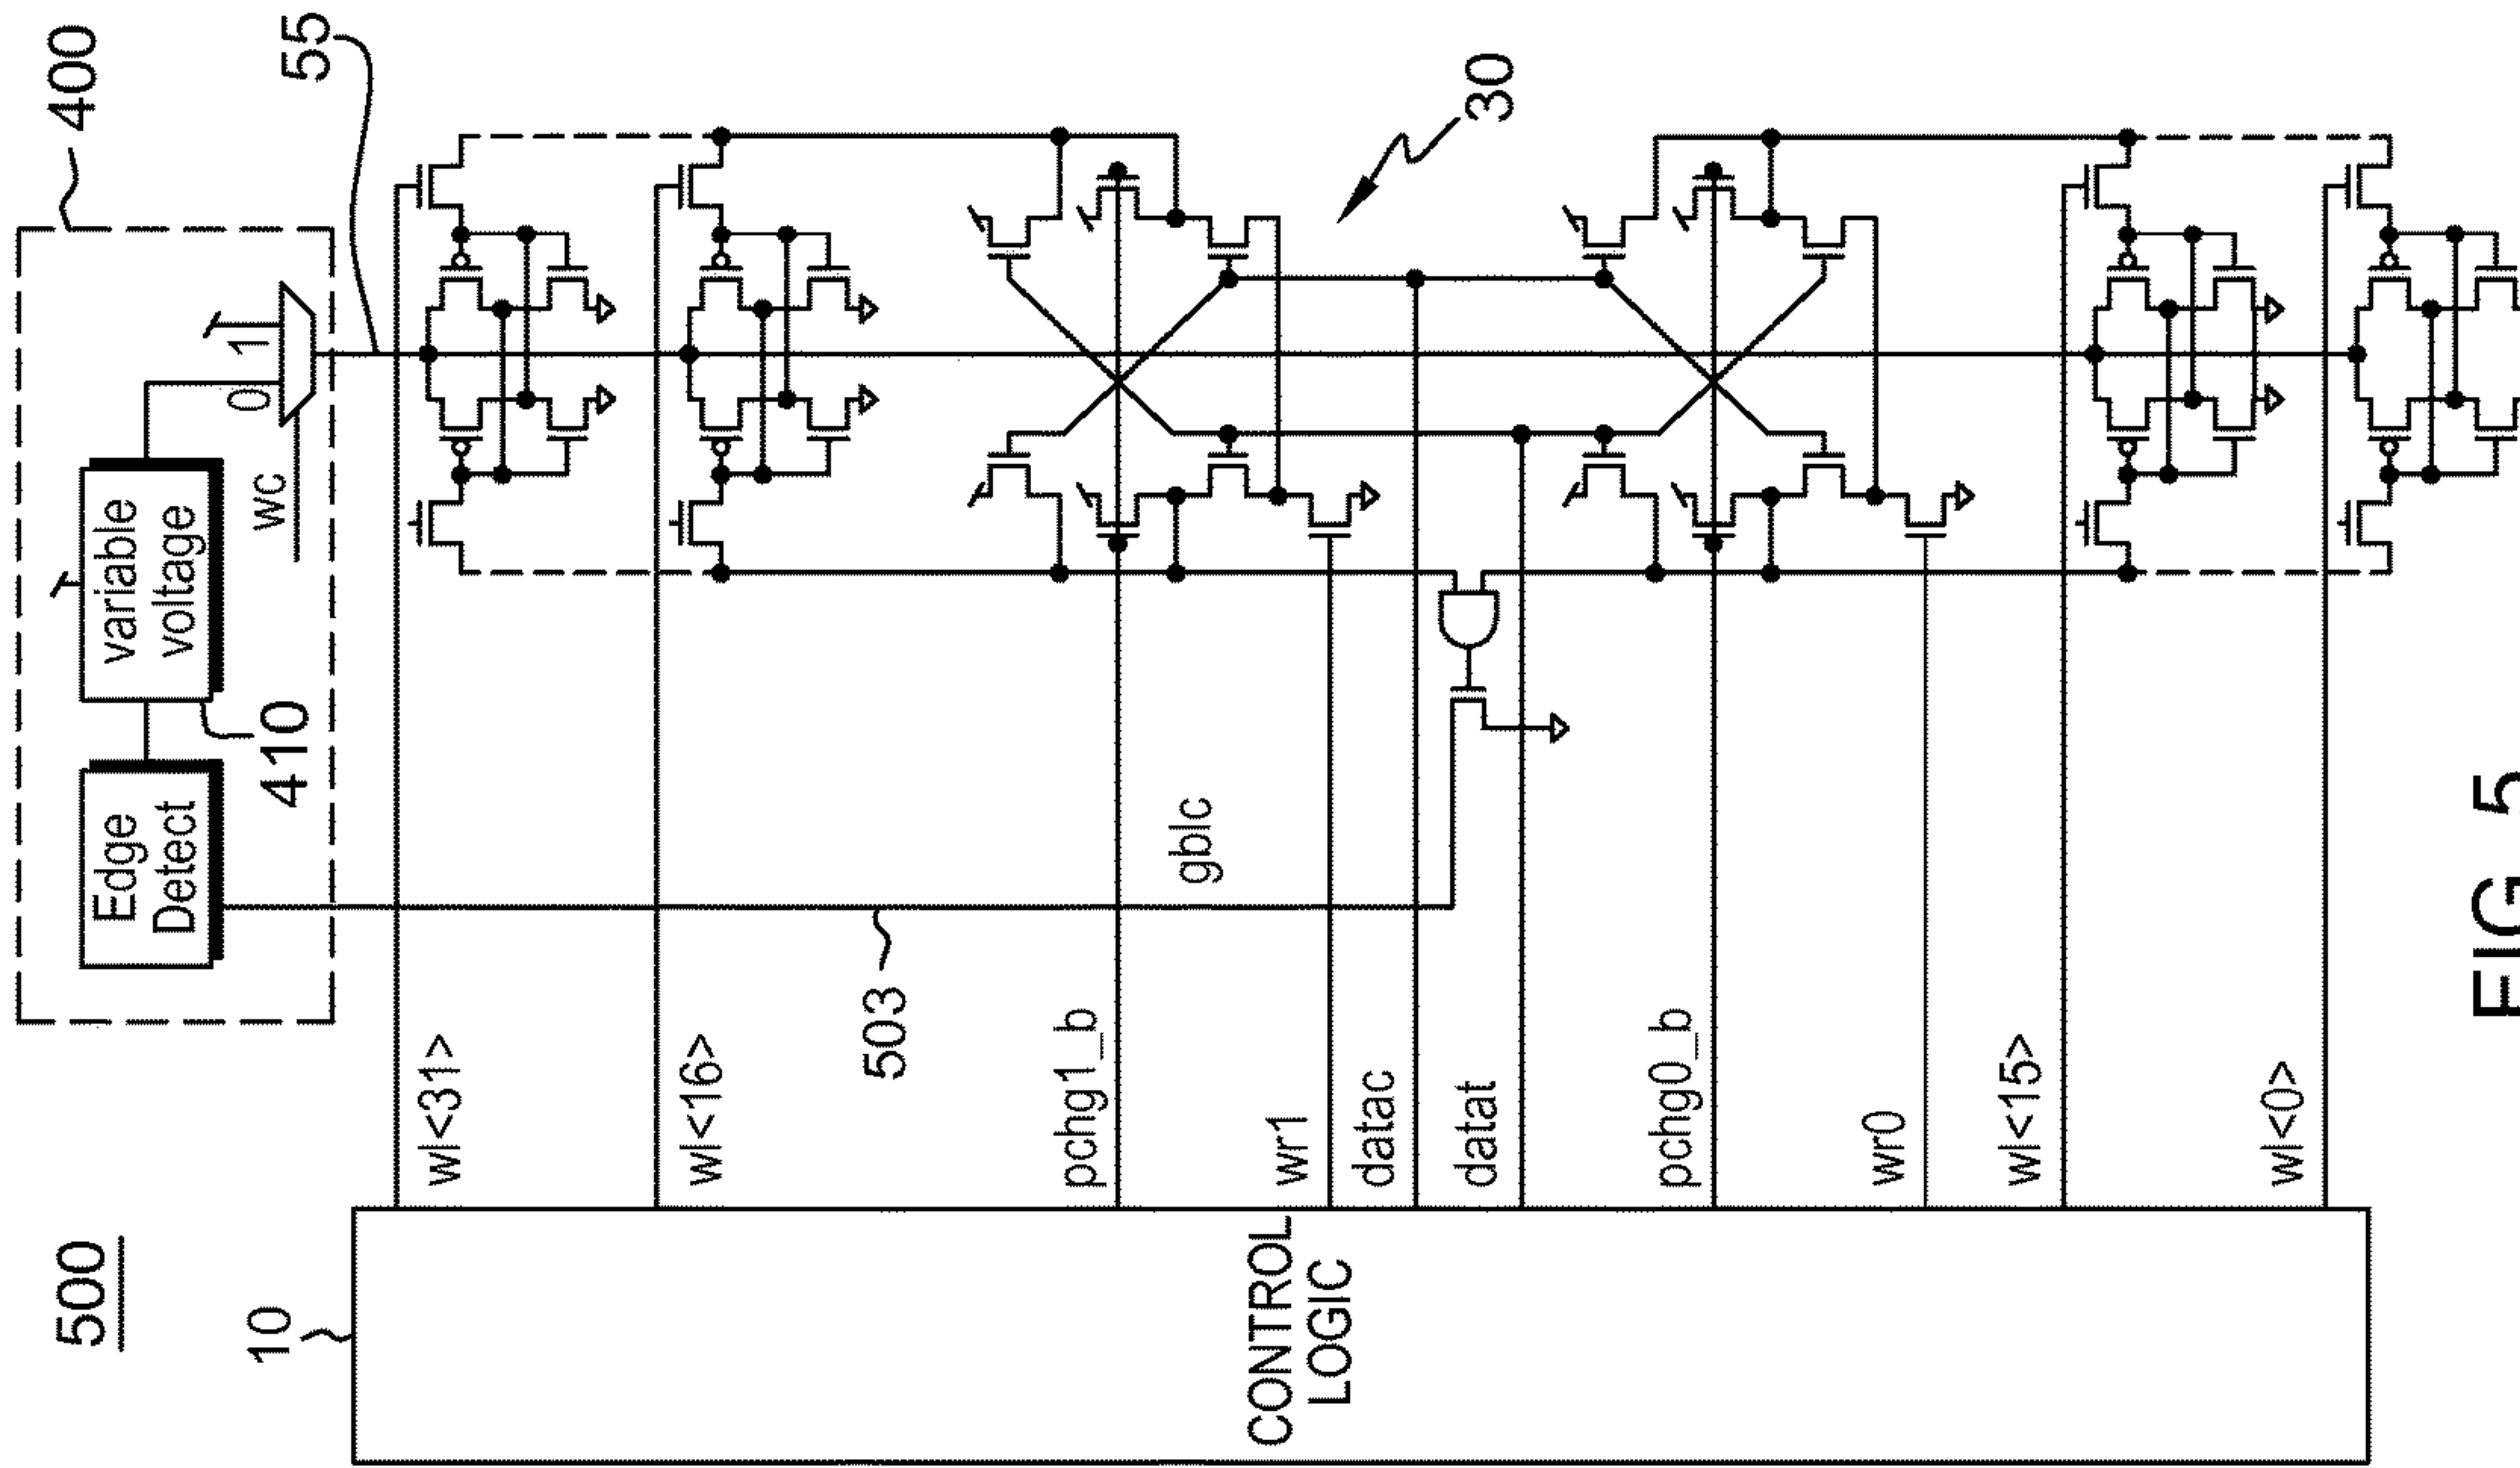 500
10
CONTROL
LOGIC
wl<31>
wl<16>
pchg1_b
wr1
datac
datat
pchg0_b
wr0
wl<15>
wl<0>
503
gblc
Edge
Detect
410
variable
voltage
wc
0
1
400
55
30
FIG. 5